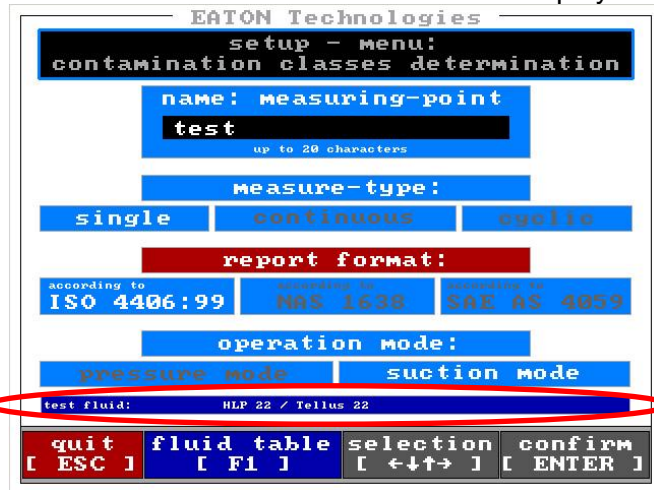 EATON Technologies
setup - menu:
contamination classes determination
name: measuring-point
test
up to 20 characters
measure-type:
single continuous cyclic
report format:
according to according to according to
ISO 4406:99 NAS 1638 SAE AS 4059
operation mode:
pressure mode suction mode
test fluid: HLP 22 / Tellus 22
quit fluid table selection confirm
[ ESC ] [ F1 ] [ ←↓↑→ ] [ ENTER ]